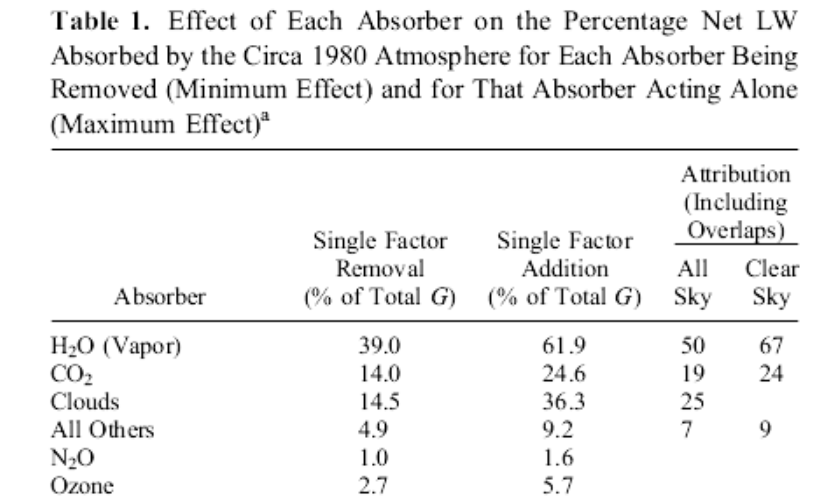 Table 1. Effect of Each Absorber on the Percentage Net LW
Absorbed by the Circa 1980 Atmosphere for Each Absorber Being
Removed (Minimum Effect) and for That Absorber Acting Alone
(Maximum Effect)ᵃ
Attribution
(Including
Overlaps)
Single Factor Single Factor
Removal Addition All Clear
Absorber (% of Total G) (% of Total G) Sky Sky
H₂O (Vapor) 39.0 61.9 50 67
CO₂ 14.0 24.6 19 24
Clouds 14.5 36.3 25
All Others 4.9 9.2 7 9
N₂O 1.0 1.6
Ozone 2.7 5.7